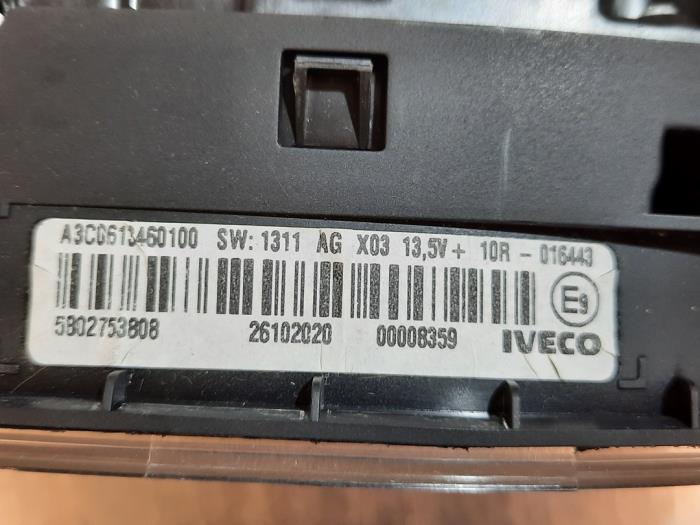 A3C0613460100 SW: 1311 AG X03 13,5V + 10R - 016443
E9
5802753808 26102020 00008359 IVECO